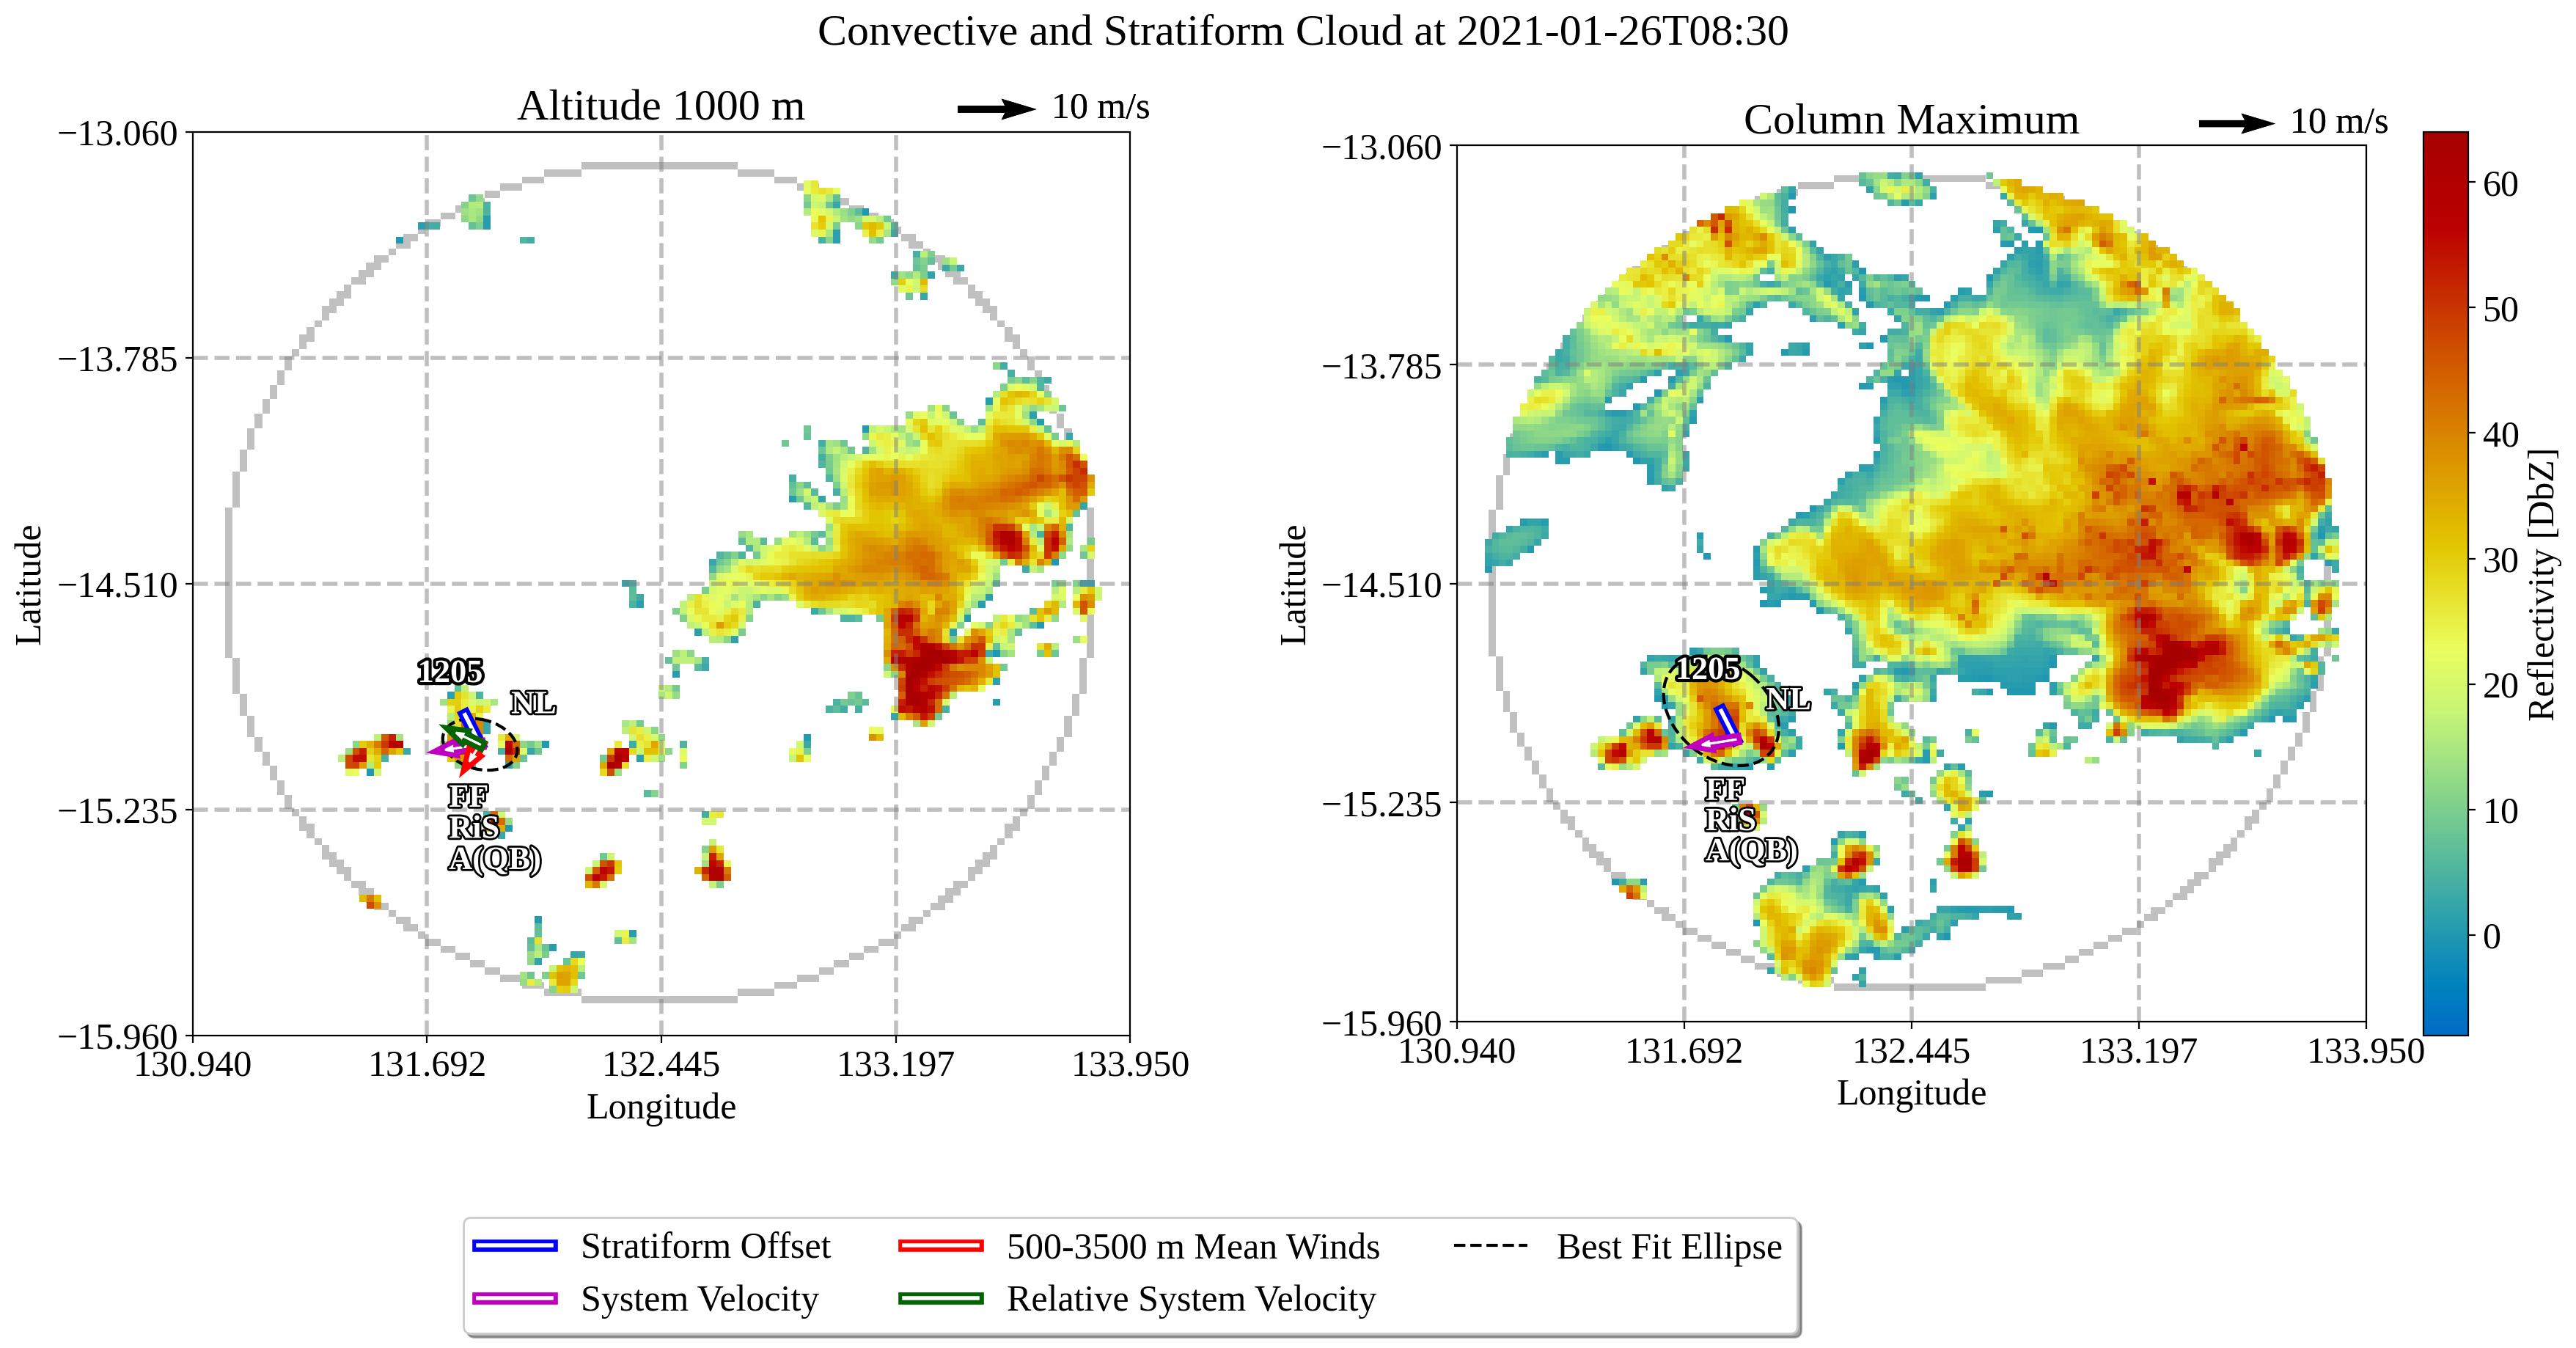 Convective and Stratiform Cloud at 2021-01-26T08:30
Altitude 1000 m
10 m/s
−13.060
−13.785
−14.510
−15.235
−15.960
Latitude
130.940
131.692
132.445
133.197
133.950
Longitude
1205
NL
FF
RiS
A(QB)
Column Maximum
10 m/s
−13.060
−13.785
−14.510
−15.235
−15.960
Latitude
130.940
131.692
132.445
133.197
133.950
Longitude
1205
NL
FF
RiS
A(QB)
60
50
40
30
20
10
0
Reflectivity [DbZ]
Stratiform Offset
System Velocity
500-3500 m Mean Winds
Relative System Velocity
Best Fit Ellipse